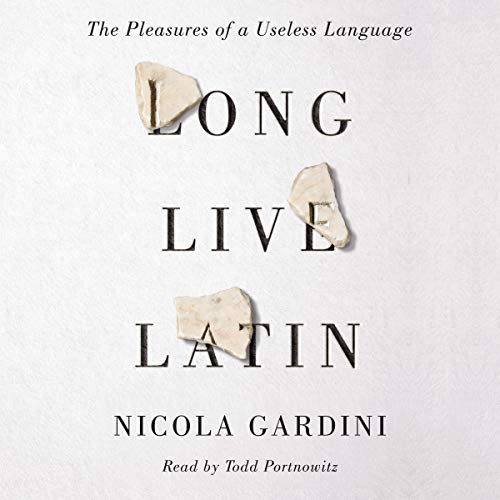 The Pleasures of a Useless Language
LONG
LIVE
LATIN
NICOLA GARDINI
Read by Todd Portnowitz